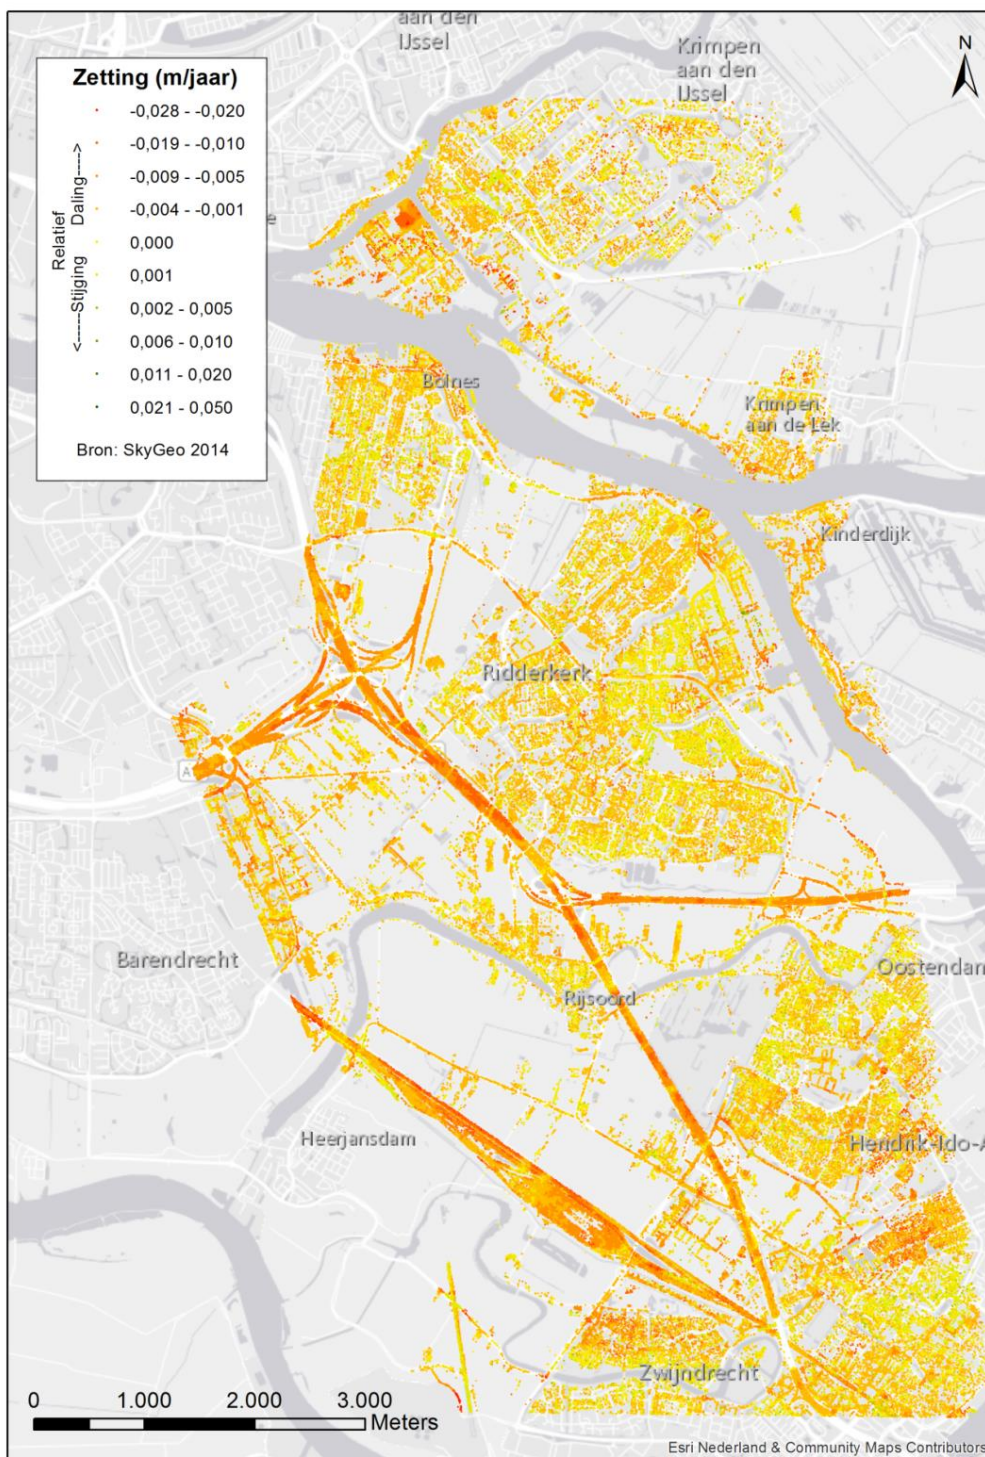 aan den
IJssel
Krimpen
aan den
IJssel
N
Zetting (m/jaar)
-0,028 - -0,020
-0,019 - -0,010
-0,009 - -0,005
-0,004 - -0,001
0,000
0,001
0,002 - 0,005
0,006 - 0,010
0,011 - 0,020
0,021 - 0,050
Relatief
<-----Stijging Daling---->
Bron: SkyGeo 2014
e
Bolnes
Krimpen
aan de Lek
Kinderdijk
Ridderkerk
Barendrecht
Oostendam
Rijsoord
Heerjansdam
Hendrik-Ido-A
Zwijndrecht
0 1.000 2.000 3.000
Meters
Esri Nederland & Community Maps Contributors